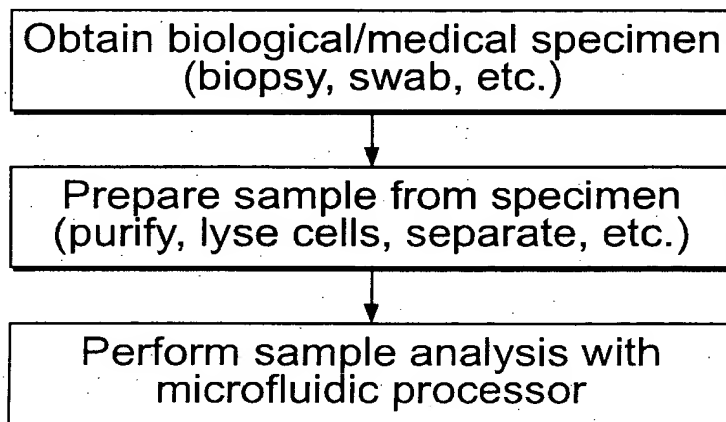 Obtain biological/medical specimen
(biopsy, swab, etc.)
Prepare sample from specimen
(purify, lyse cells, separate, etc.)
Perform sample analysis with
microfluidic processor